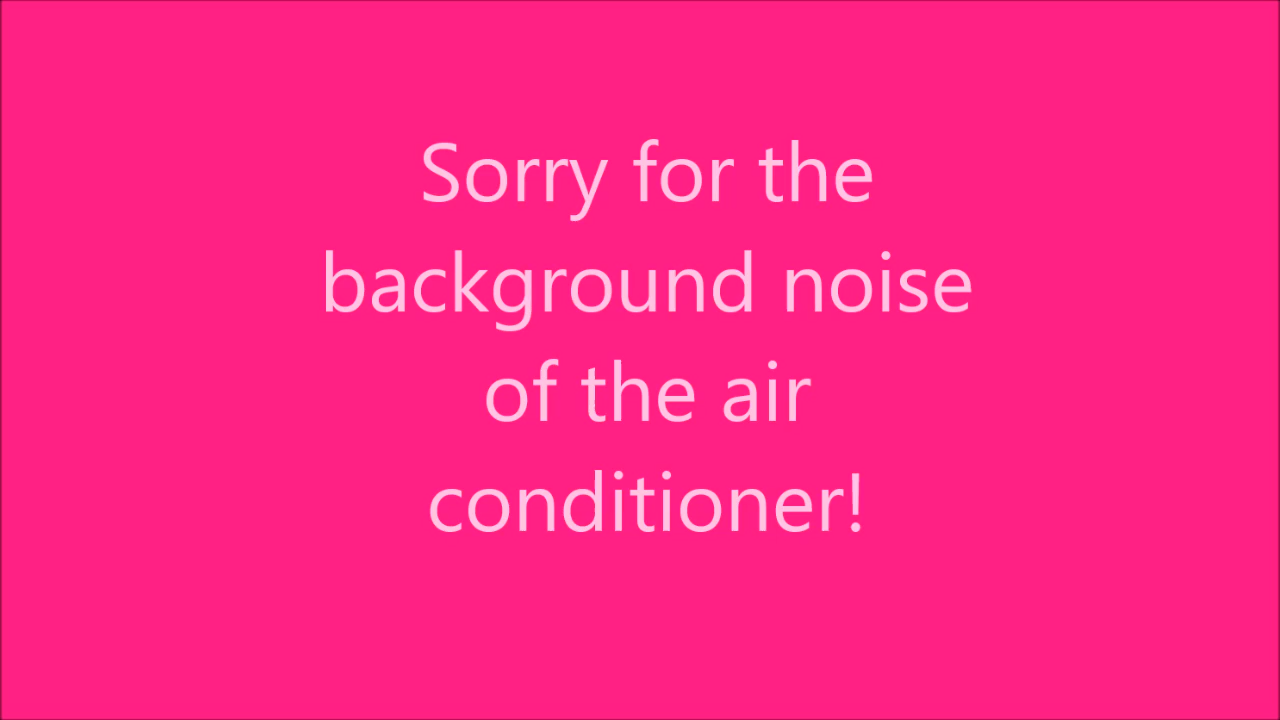 Sorry for the
background noise
of the air
conditioner!